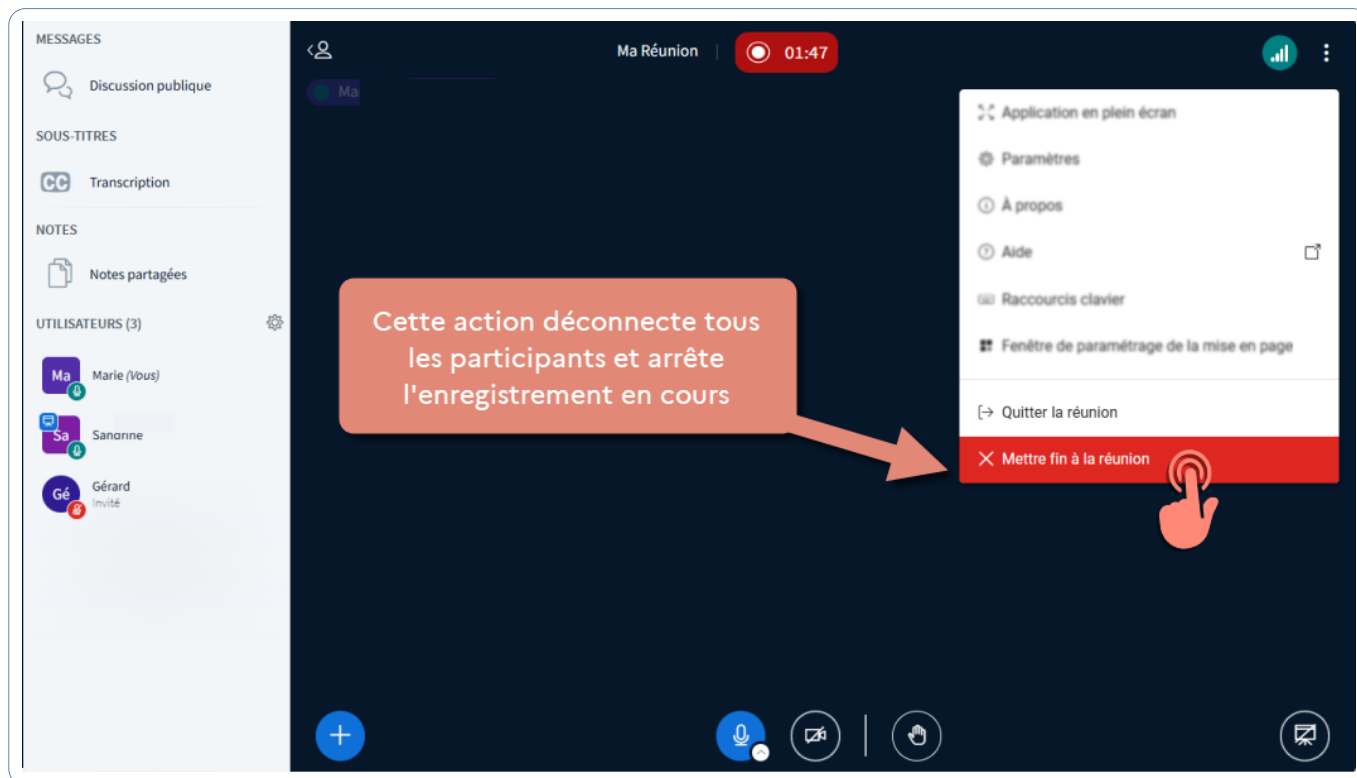 MESSAGES
Discussion publique
SOUS-TITRES
CC Transcription
NOTES
Notes partagées
UTILISATEURS (3)
Ma Marie (Vous)
Sa
Gé Gérard
Invité
Ma Réunion
01:47
Ma
Application en plein écran
Paramètres
À propos
Aide
Raccourcis clavier
Fenêtre de paramétrage de la mise en page
Quitter la réunion
Mettre fin à la réunion
Cette action déconnecte tous
les participants et arrête
l'enregistrement en cours